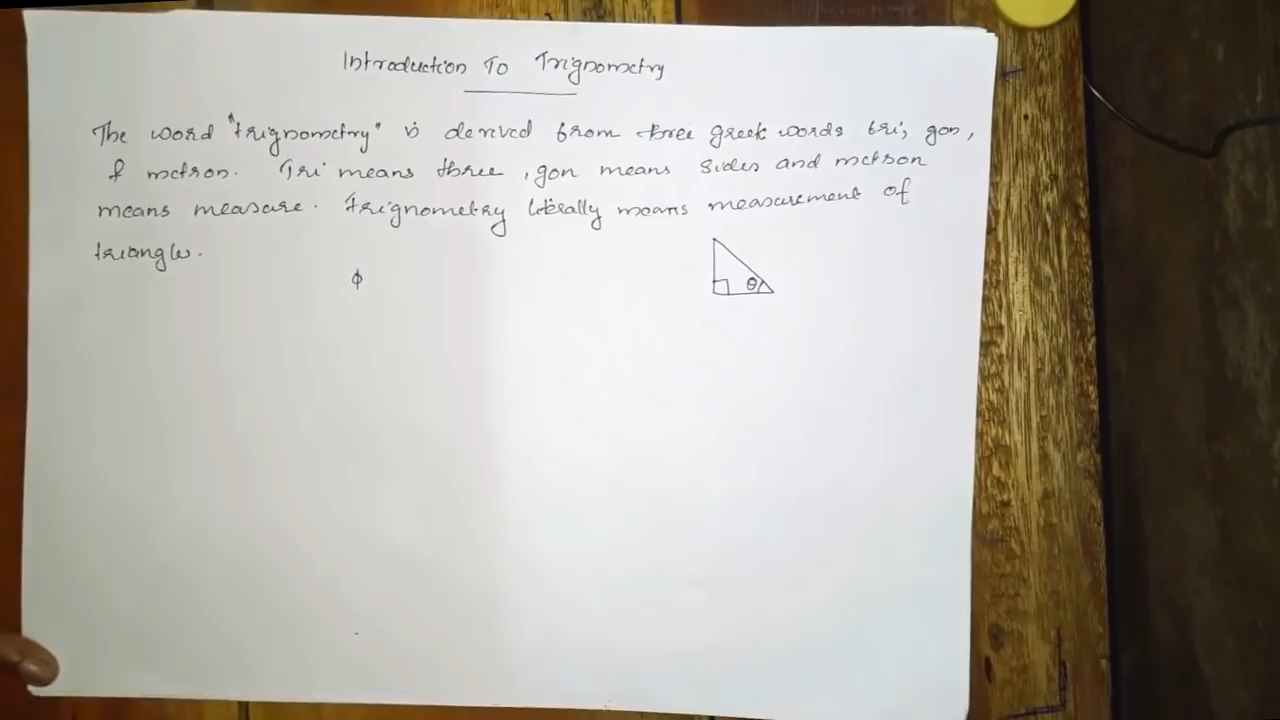 Introduction To Trignometry
The word "trignometry" is derived from three greek words tri, gon,
& metron. Tri means three, gon means sides and metron
means measure. trignometry literally means measurement of
triangle.
ϕ
θ